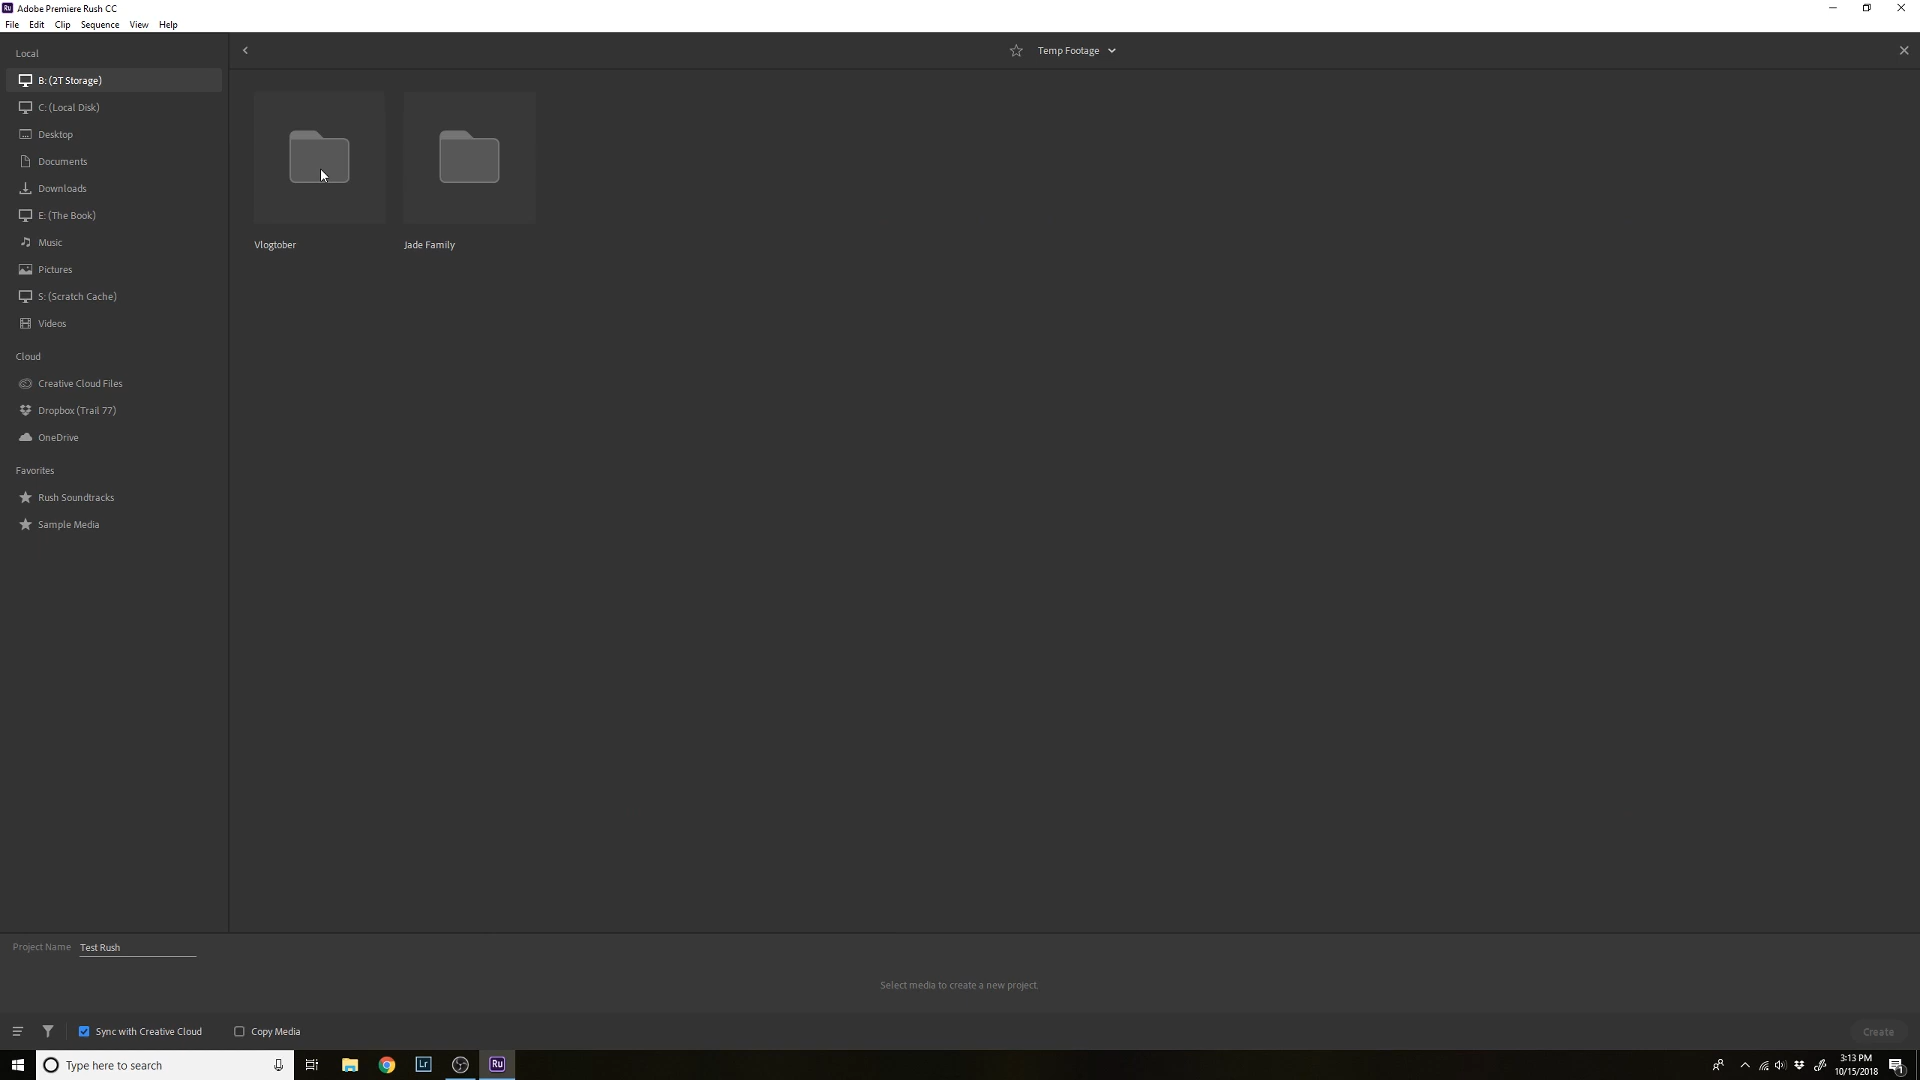 Adobe Premiere Rush CC
File Edit Clip Sequence View Help
Local
B: (2T Storage)
C: (Local Disk)
Desktop
Documents
Downloads
E: (The Book)
Music
Pictures
S: (Scratch Cache)
Videos
Cloud
Creative Cloud Files
Dropbox (Trail 77)
OneDrive
Favorites
Rush Soundtracks
Sample Media
Temp Footage
Vlogtober
Jade Family
Project Name Test Rush
Select media to create a new project.
Sync with Creative Cloud Copy Media Create
Type here to search
Lr
Ru
3:13 PM
10/15/2018
1